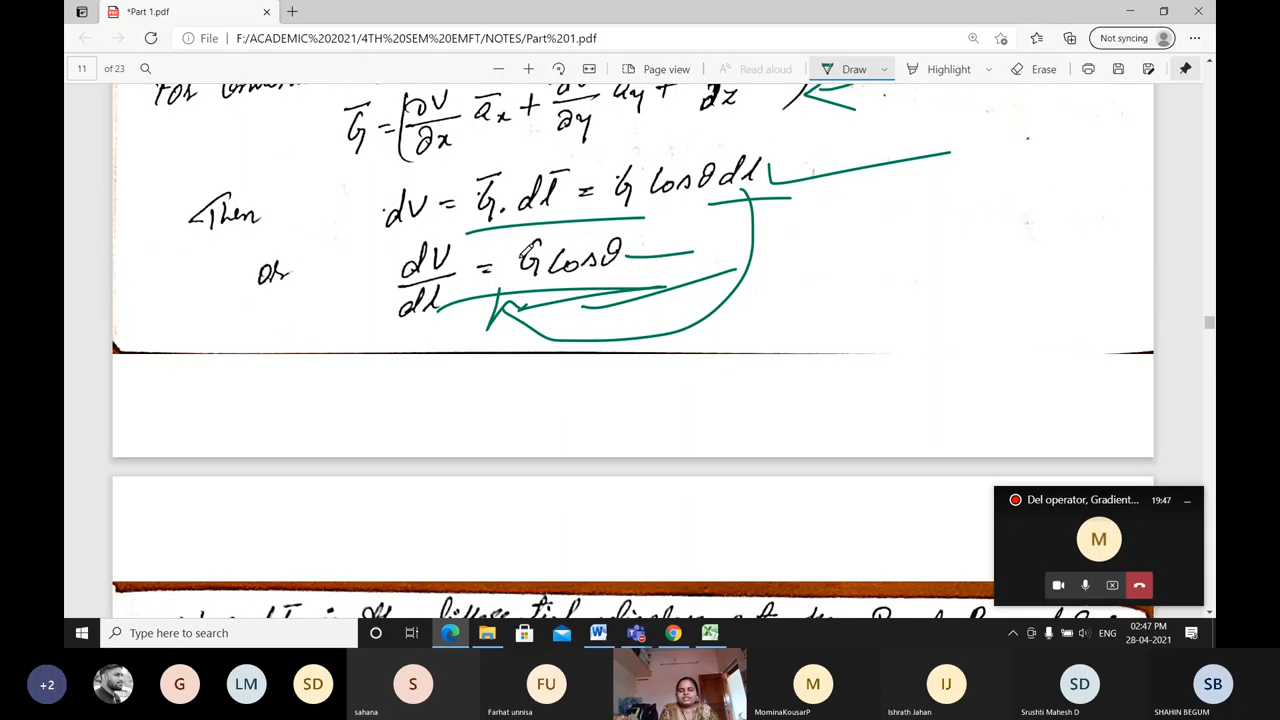 *Part 1.pdf
File F:/ACADEMIC%202021/4TH%20SEM%20EMFT/NOTES/Part%201.pdf
Not syncing
11 of 23
Page view
Read aloud
Draw
Highlight
Erase
G̅ = (∂V/∂x a̅x + ∂V/∂y a̅y + ∂z )
Then dV = G̅. dl̅ = G Cosθ dl
or dV/dl = G Cosθ
Del operator, Gradient... 19:47
M
Type here to search
ENG
02:47 PM
28-04-2021
+2
G
LM
SD
S
sahana
FU
Farhat unnisa
M
MominaKousarP
IJ
Ishrath Jahan
SD
Srushti Mahesh D
SB
SHAHIN BEGUM